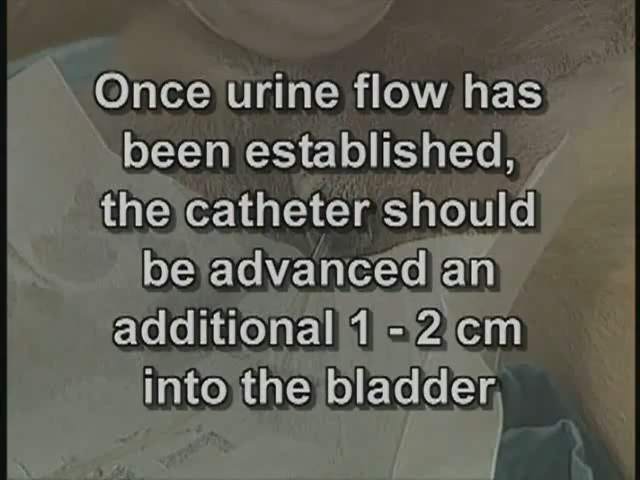 Once urine flow has
been established,
the catheter should
be advanced an
additional 1 - 2 cm
into the bladder